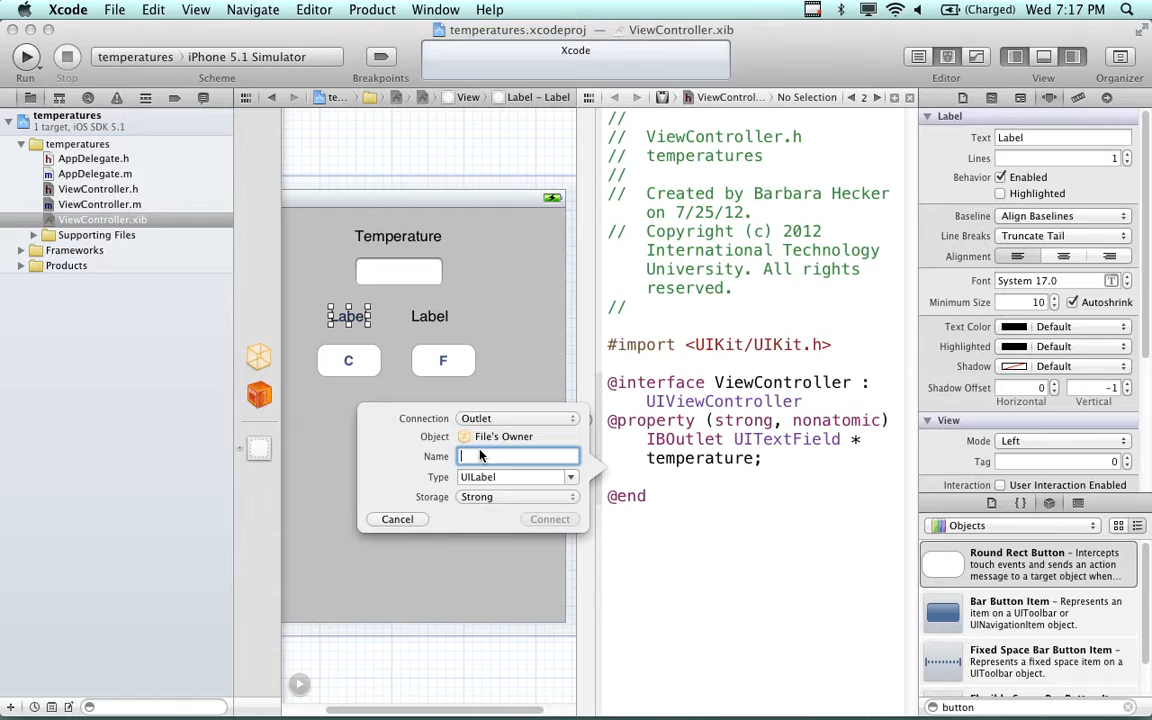 Xcode File Edit View Navigate Editor Product Window Help (Charged) Wed 7:17 PM
temperatures.xcodeproj — ViewController.xib
Run Stop temperatures iPhone 5.1 Simulator Scheme Breakpoints Xcode Editor View Organizer
te... View Label – Label ViewControl... No Selection 2
temperatures
1 target, iOS SDK 5.1
temperatures
AppDelegate.h
AppDelegate.m
ViewController.h
ViewController.m
ViewController.xib
Supporting Files
Frameworks
Products
Temperature
Label Label
C F
Connection Outlet
Object File's Owner
Name
Type UILabel
Storage Strong
Cancel Connect
//
// ViewController.h
// temperatures
//
// Created by Barbara Hecker
on 7/25/12.
// Copyright (c) 2012
International Technology
University. All rights
reserved.
//
#import <UIKit/UIKit.h>
@interface ViewController :
UIViewController
@property (strong, nonatomic)
IBOutlet UITextField *
temperature;
@end
Label
Text Label
Lines 1
Behavior Enabled
Highlighted
Baseline Align Baselines
Line Breaks Truncate Tail
Alignment
Font System 17.0 T
Minimum Size 10 Autoshrink
Text Color Default
Highlighted Default
Shadow Default
Shadow Offset 0 −1
Horizontal Vertical
View
Mode Left
Tag 0
Interaction User Interaction Enabled
Objects
Round Rect Button – Intercepts
touch events and sends an action
message to a target object when...
Bar Button Item – Represents an
item on a UIToolbar or
UINavigationItem object.
Fixed Space Bar Button Item –
Represents a fixed space item on a
UIToolbar object.
button